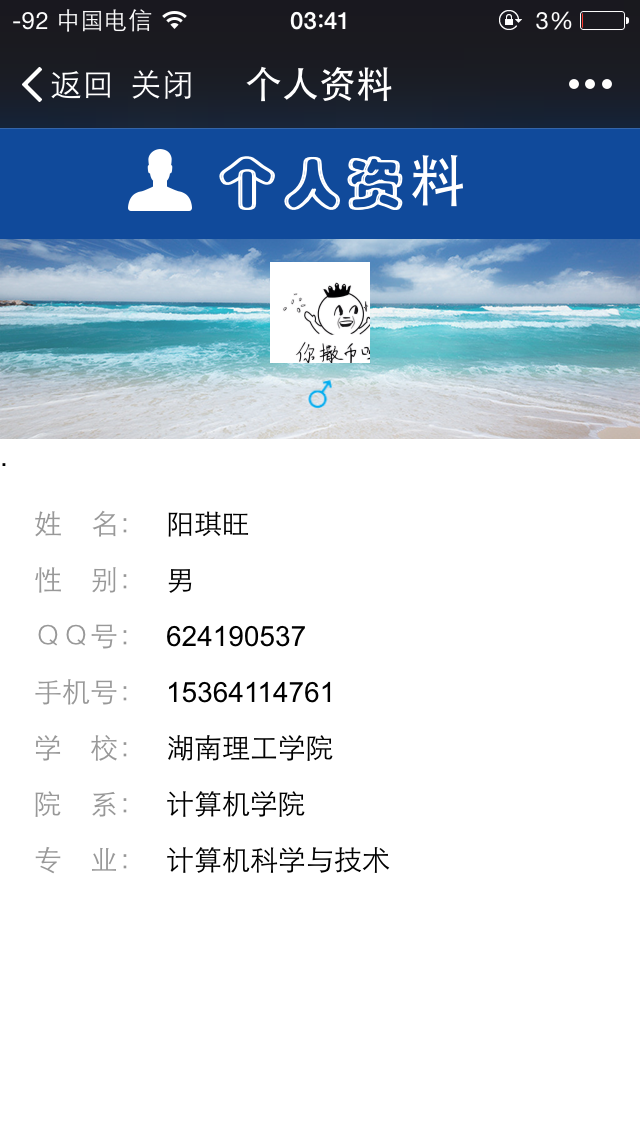 -92 中国电信 03:41 3%
返回 关闭 个人资料
个人资料
你撒币
.
姓 名： 阳琪旺
性 别： 男
QQ号： 624190537
手机号： 15364114761
学 校： 湖南理工学院
院 系： 计算机学院
专 业： 计算机科学与技术